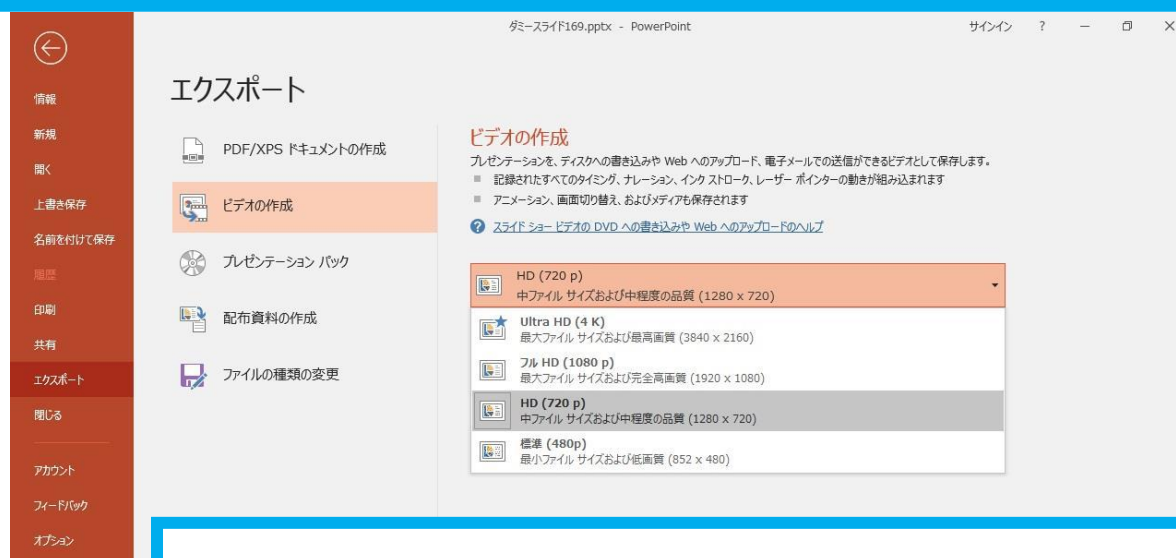 ダミースライド169.pptx - PowerPoint
サインイン ?
情報
新規
開く
上書き保存
名前を付けて保存
履歴
印刷
共有
エクスポート
閉じる
アカウント
フィードバック
オプション
エクスポート
PDF/XPS ドキュメントの作成
ビデオの作成
プレゼンテーション パック
配布資料の作成
ファイルの種類の変更
ビデオの作成
プレゼンテーションを、ディスクへの書き込みや Web へのアップロード、電子メールでの送信ができるビデオとして保存します。
記録されたすべてのタイミング、ナレーション、インク ストローク、レーザー ポインターの動きが組み込まれます
アニメーション、画面切り替え、およびメディアも保存されます
スライド ショー ビデオの DVD への書き込みや Web へのアップロードのヘルプ
HD (720 p)
中ファイル サイズおよび中程度の品質 (1280 x 720)
Ultra HD (4 K)
最大ファイル サイズおよび最高画質 (3840 x 2160)
フル HD (1080 p)
最大ファイル サイズおよび完全高画質 (1920 x 1080)
HD (720 p)
中ファイル サイズおよび中程度の品質 (1280 x 720)
標準 (480p)
最小ファイル サイズおよび低画質 (852 x 480)